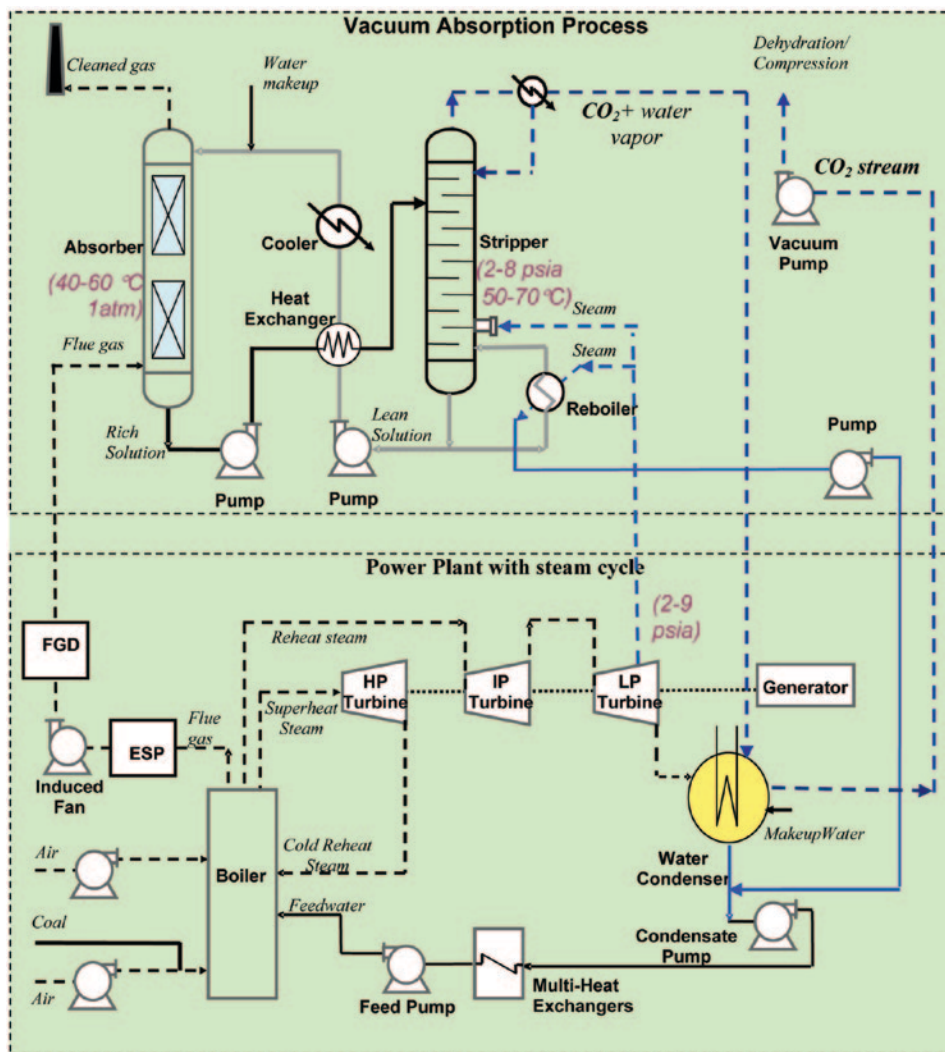 Vacuum Absorption Process
Cleaned gas
Water
makeup
Dehydration/
Compression
CO2+ water
vapor
CO2 stream
Vacuum
Pump
Absorber
(40-60 °C
1atm)
Cooler
Stripper
(2-8 psia
50-70°C)
Heat
Exchanger
Steam
Steam
Flue gas
Reboiler
Rich
Solution
Lean
Solution
Pump
Pump
Pump
Power Plant with steam cycle
(2-9
psia)
FGD
Reheat steam
HP
Turbine
IP
Turbine
LP
Turbine
Generator
Superheat
Steam
Flue
gas
ESP
Induced
Fan
Air
Cold Reheat
Steam
Boiler
MakeupWater
Water
Condenser
Feedwater
Coal
Condensate
Pump
Air
Feed Pump
Multi-Heat
Exchangers